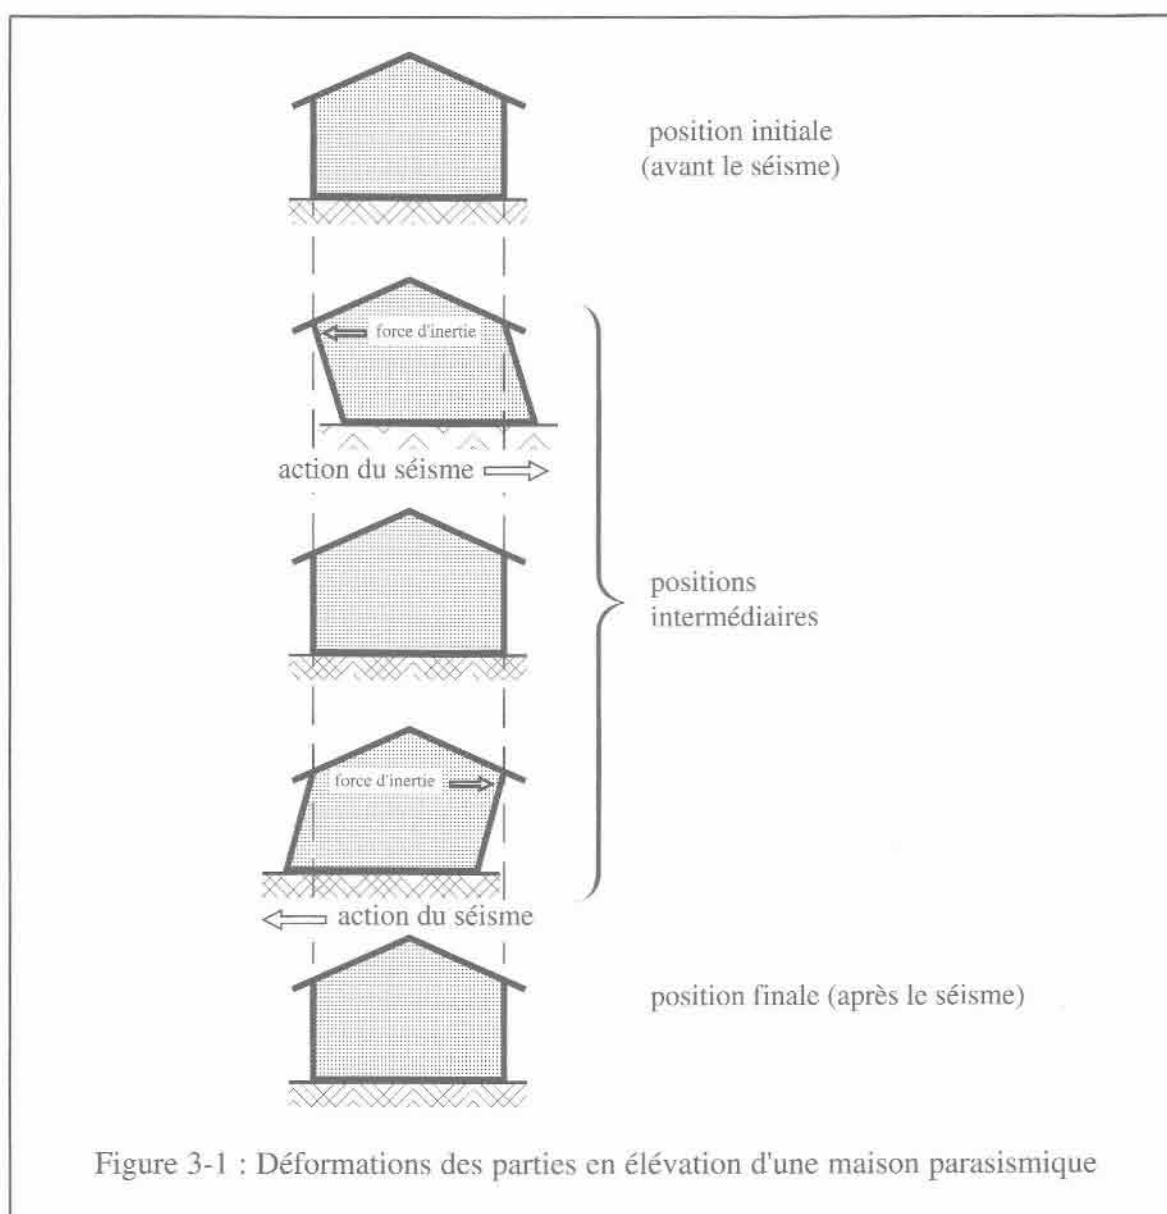 position initiale
(avant le séisme)
force d'inertie
action du séisme
positions
intermédiaires
force d'inertie
action du séisme
position finale (après le séisme)
Figure 3-1 : Déformations des parties en élévation d'une maison parasismique